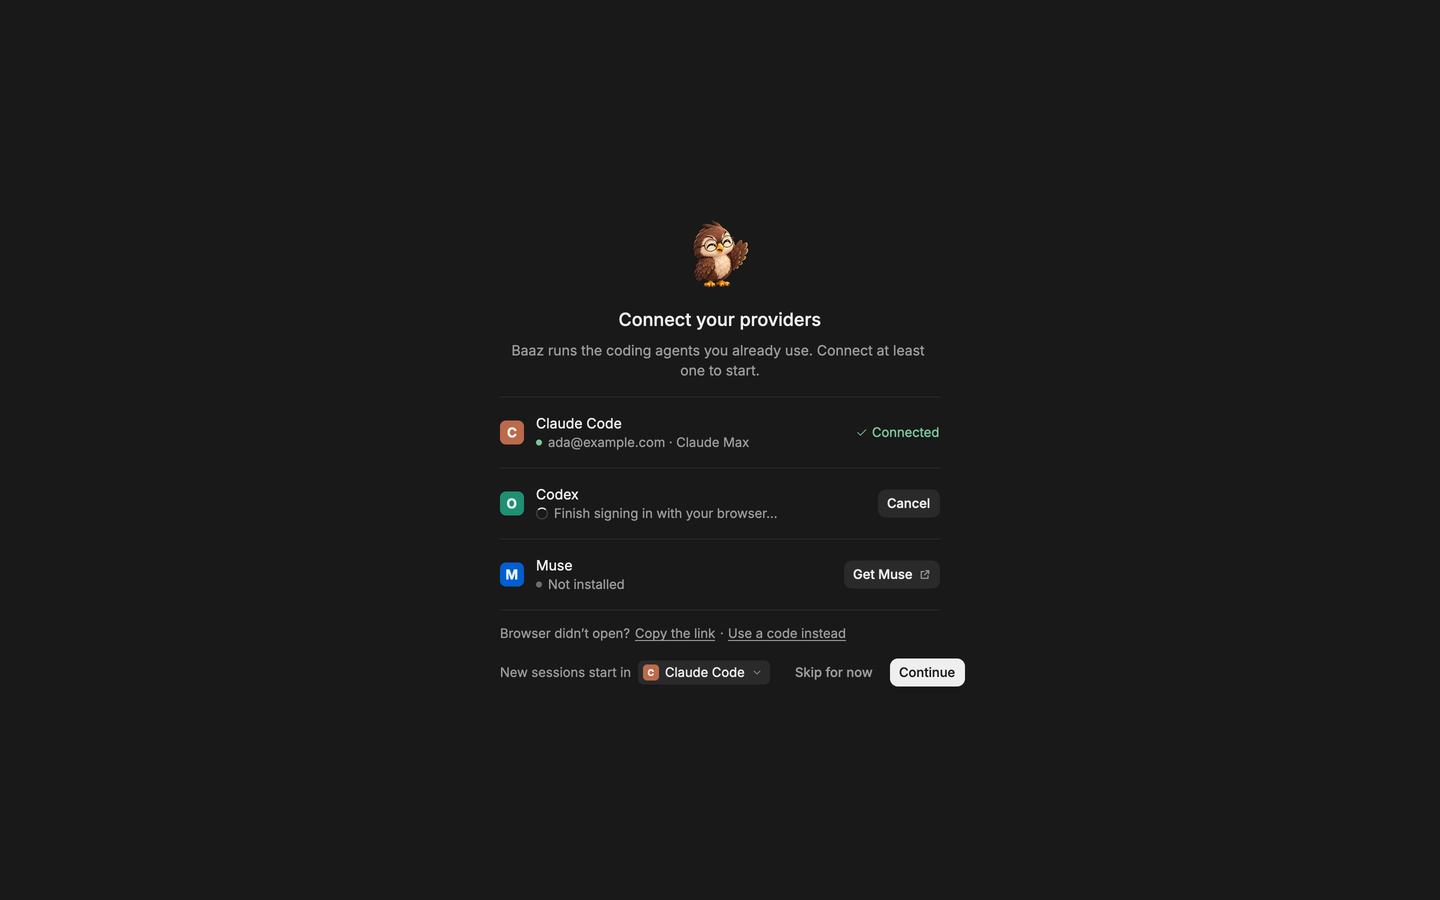 Connect your providers
Baaz runs the coding agents you already use. Connect at least
one to start.
C Claude Code
ada@example.com · Claude Max
Connected
O Codex
Finish signing in with your browser...
Cancel
M Muse
Not installed
Get Muse
Browser didn’t open? Copy the link · Use a code instead
New sessions start in C Claude Code Skip for now Continue